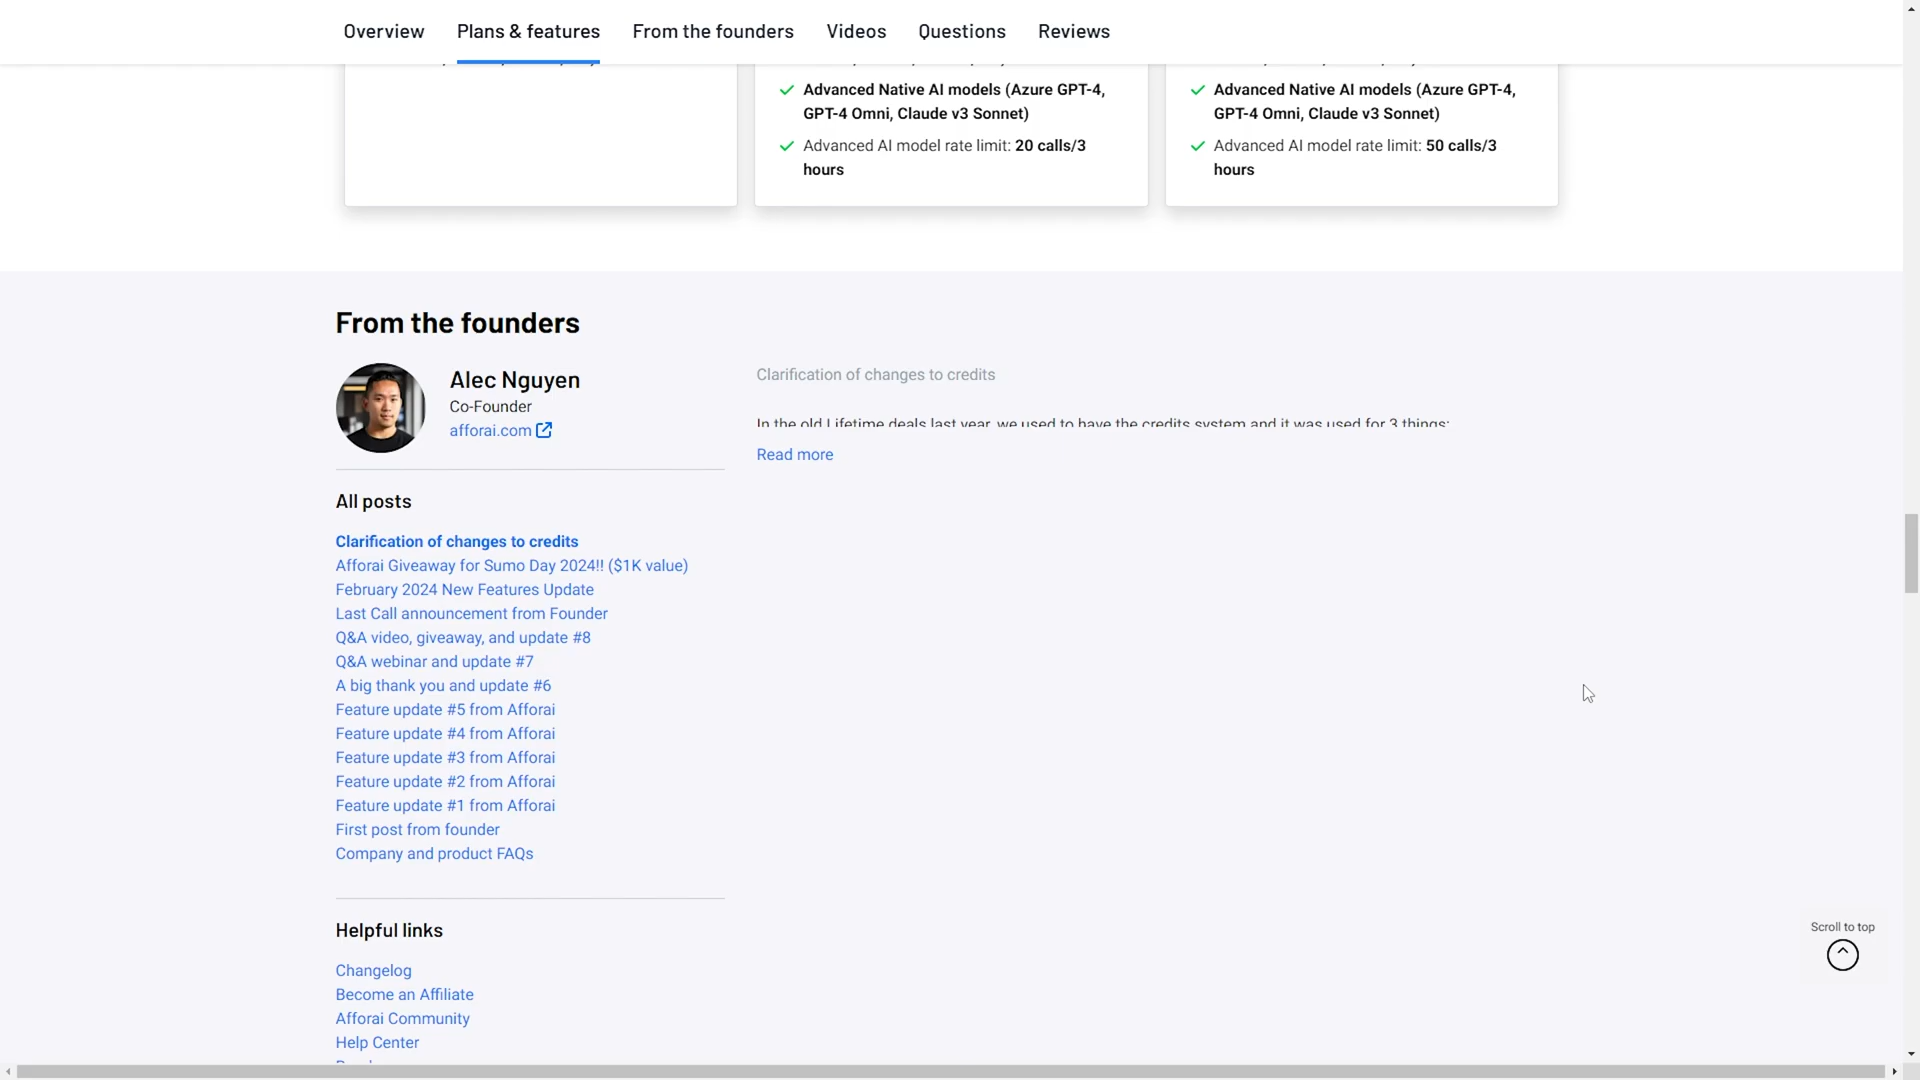 Overview Plans & features From the founders Videos Questions Reviews
Advanced Native AI models (Azure GPT-4,
GPT-4 Omni, Claude v3 Sonnet)
Advanced AI model rate limit: 20 calls/3
hours
Advanced Native AI models (Azure GPT-4,
GPT-4 Omni, Claude v3 Sonnet)
Advanced AI model rate limit: 50 calls/3
hours
From the founders
Alec Nguyen
Co-Founder
afforai.com
Clarification of changes to credits
In the old Lifetime deals last year, we used to have the credits system and it was used for 3 things:
Read more
All posts
Clarification of changes to credits
Afforai Giveaway for Sumo Day 2024!! ($1K value)
February 2024 New Features Update
Last Call announcement from Founder
Q&A video, giveaway, and update #8
Q&A webinar and update #7
A big thank you and update #6
Feature update #5 from Afforai
Feature update #4 from Afforai
Feature update #3 from Afforai
Feature update #2 from Afforai
Feature update #1 from Afforai
First post from founder
Company and product FAQs
Helpful links
Changelog
Become an Affiliate
Afforai Community
Help Center
Scroll to top